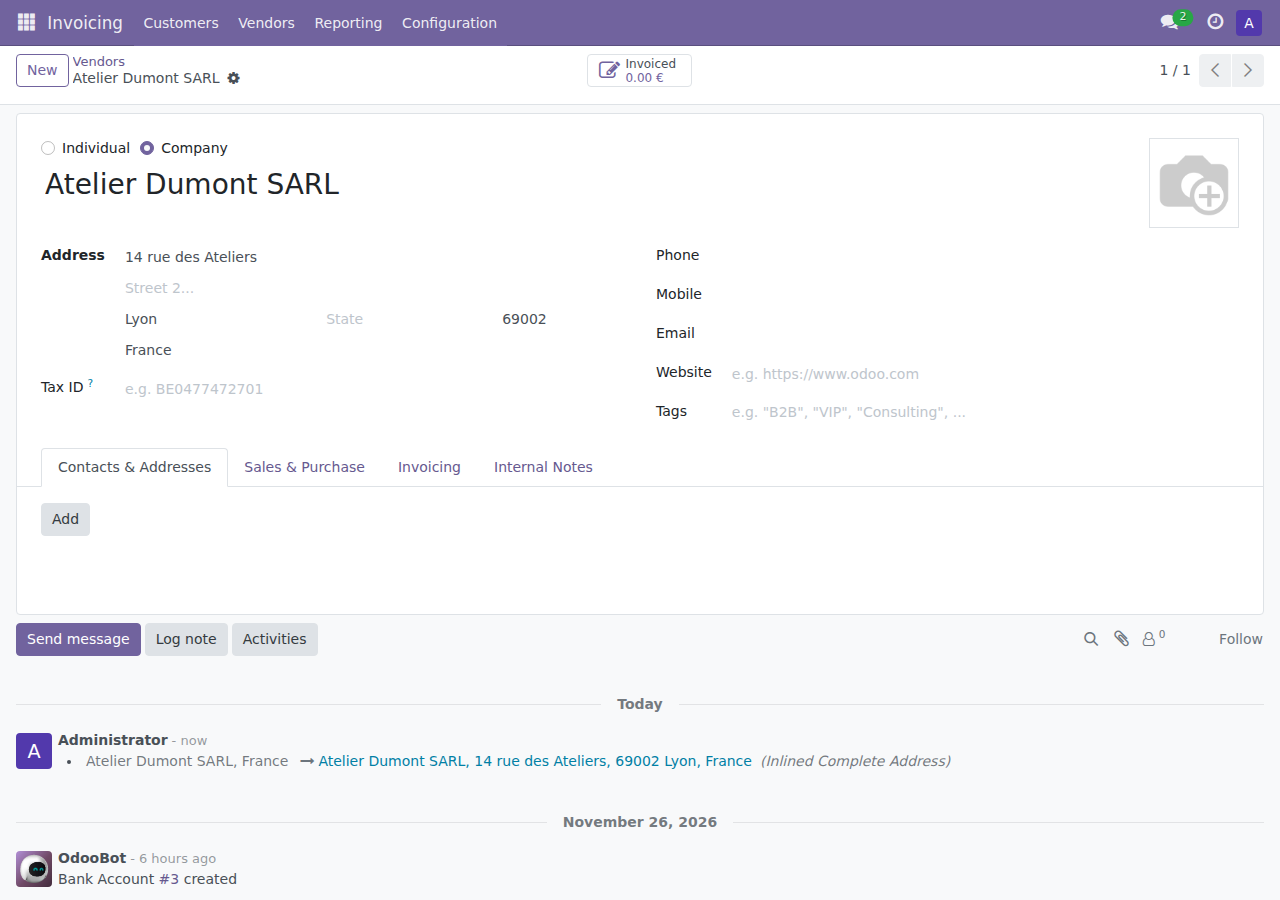 Invoicing Customers Vendors Reporting Configuration 2 A
New Vendors Invoiced 1 / 1
Atelier Dumont SARL 0.00 €
Individual Company
Atelier Dumont SARL
Address 14 rue des Ateliers Phone
Street 2... Mobile
Lyon State 69002
France Email
Tax ID ? e.g. BE0477472701 Website e.g. https://www.odoo.com
Tags e.g. "B2B", "VIP", "Consulting", ...
Contacts & Addresses Sales & Purchase Invoicing Internal Notes
Add
Send message Log note Activities 0 Follow
Today
A Administrator - now
• Atelier Dumont SARL, France → Atelier Dumont SARL, 14 rue des Ateliers, 69002 Lyon, France (Inlined Complete Address)
November 26, 2026
OdooBot - 6 hours ago
Bank Account #3 created